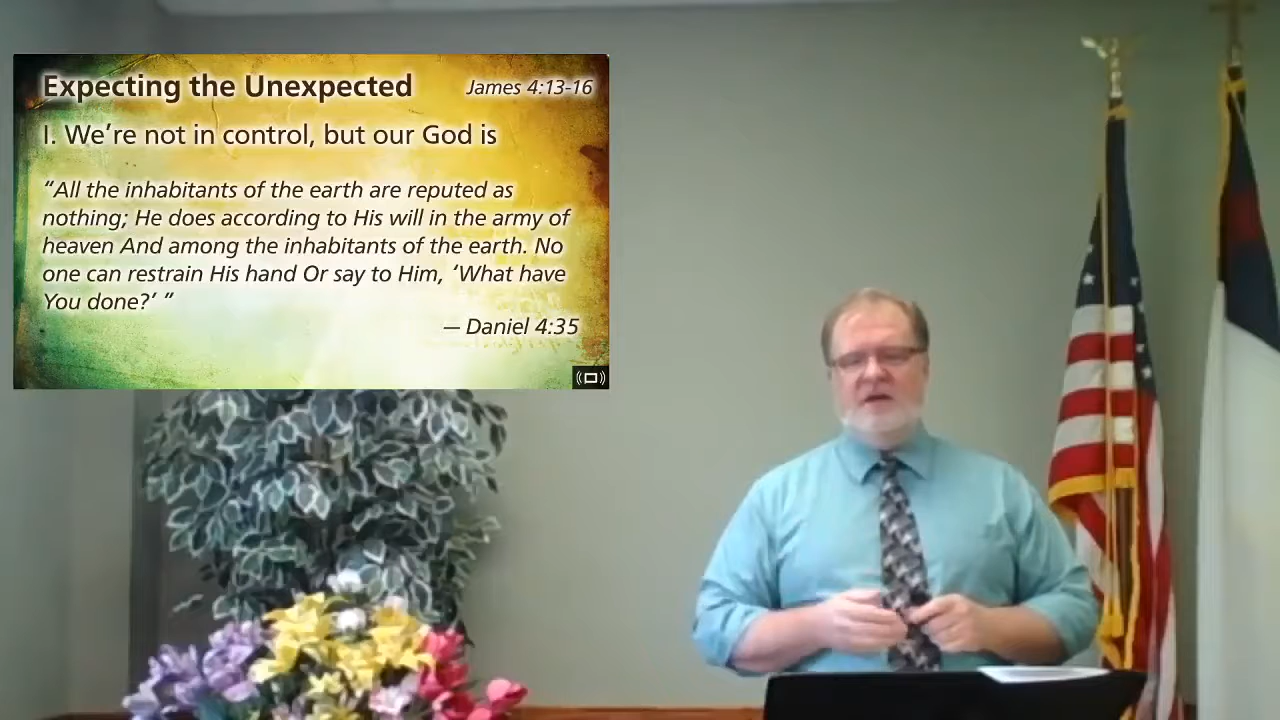 Expecting the Unexpected
James 4:13-16
I. We're not in control, but our God is
“All the inhabitants of the earth are reputed as
nothing; He does according to His will in the army of
heaven And among the inhabitants of the earth. No
one can restrain His hand Or say to Him, ‘What have
You done?’ ”
— Daniel 4:35